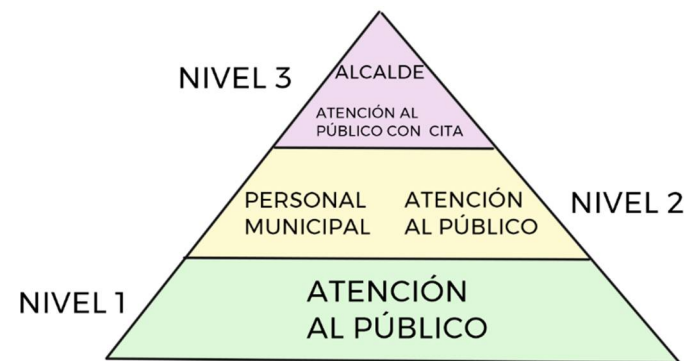 NIVEL 3
ALCALDE
ATENCIÓN AL
PÚBLICO CON CITA
PERSONAL
MUNICIPAL
ATENCIÓN
AL PÚBLICO
NIVEL 2
NIVEL 1
ATENCIÓN
AL PÚBLICO